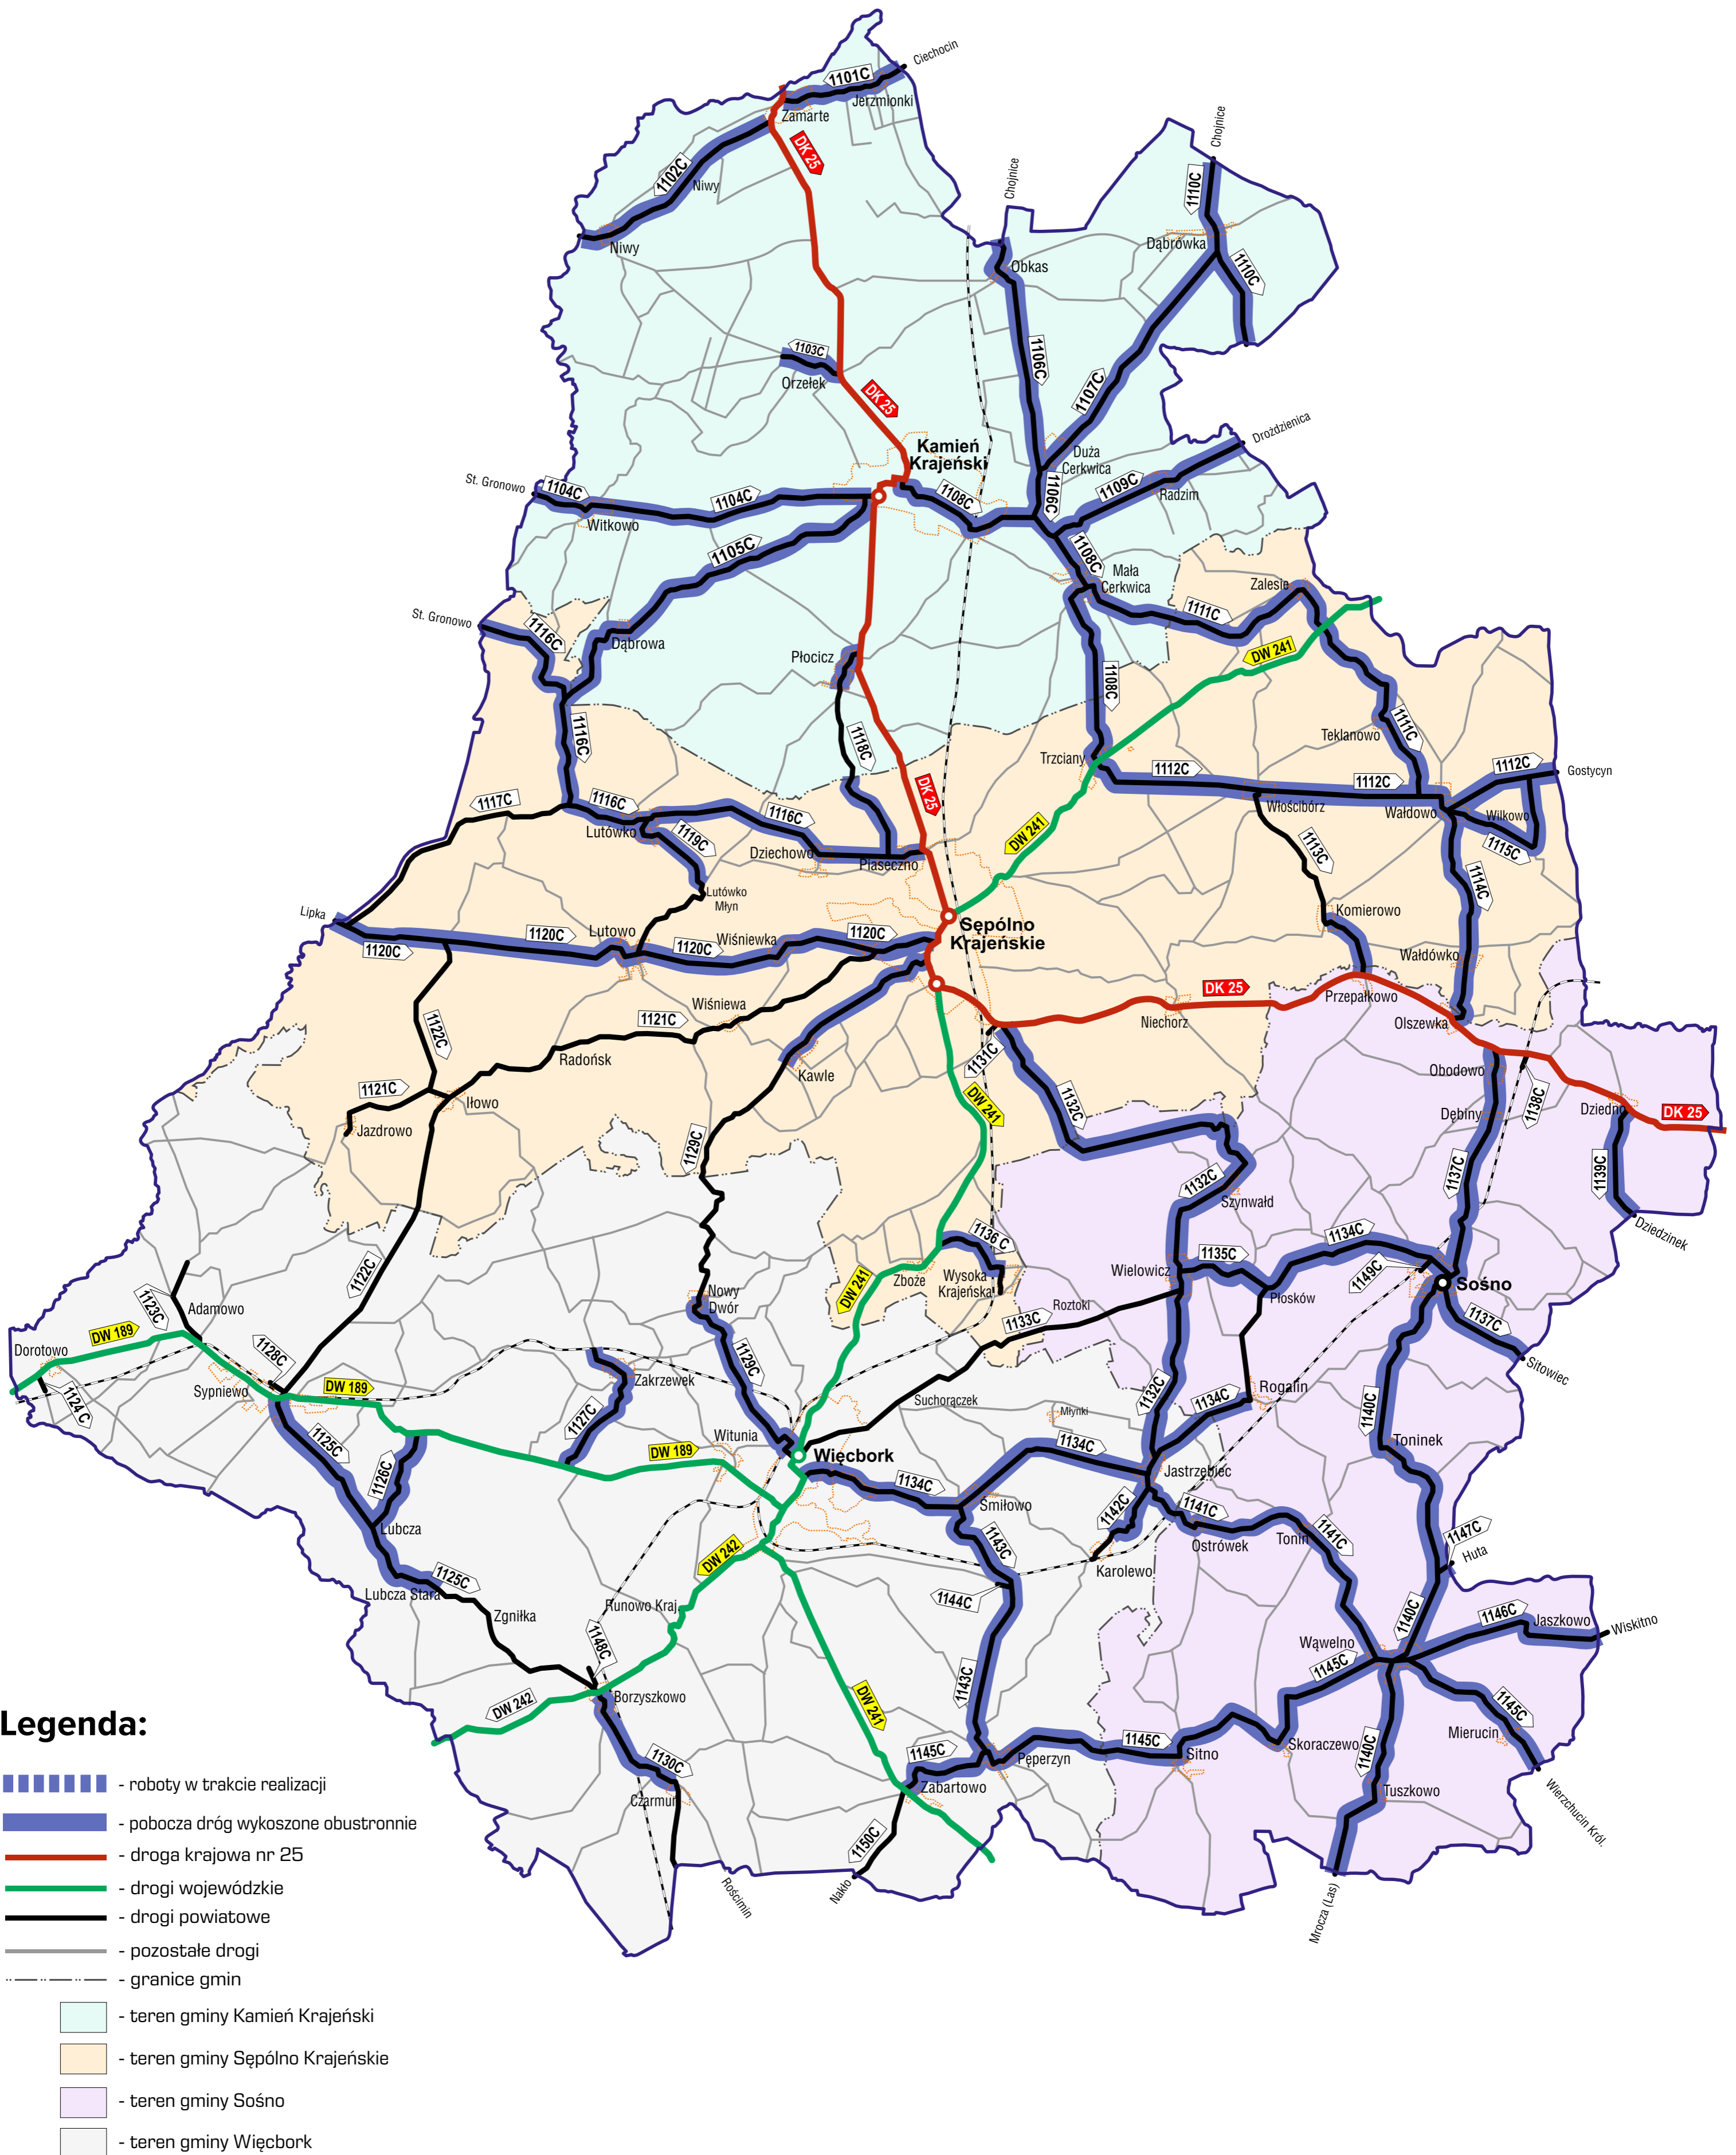 Ciechocin
1101C
Jerzmionki
Zamarte
DK 25
1102C
Niwy
Niwy
Chojnice
Chojnice
1110C
Dąbrówka
1110C
Obkas
1103C
Orzełek
1106C
1107C
DK 25
Kamień
Krajeński
Duża
Cerkwica
Drożdzienica
St. Gronowo
1104C
1104C
Witkowo
1108C
1106C
1109C
Radzim
1105C
1108C
Mała
Cerkwica
Zalesie
1111C
St. Gronowo
1116C
Dąbrowa
Płocicz
DW 241
1108C
1116C
1118C
Teklanowo
1111C
Trzciany
1112C
1112C
1112C
Gostycyn
DK 25
1117C
1116C
1116C
Lutówko
1119C
Dziechowo
Piaseczno
DW 241
Włościbórz
Wałdowo
Wilkowo
1115C
1113C
1114C
Lutówko
Młyn
Lipka
1120C
1120C
Lutowo
1120C
Wiśniewka
1120C
Sępólno
Krajeńskie
Komierowo
Wałdówko
DK 25
Przepałkowo
Niechorz
Olszewka
Wiśniewa
1121C
1122C
Radońsk
1131C
Kawle
1121C
Iłowo
Jazdrowo
DW 241
1132C
Obodowo
Dębiny
1138C
Dziedno
DK 25
1129C
1137C
1139C
1132C
Szynwałd
Dziedzinek
1136 C
1134C
1122C
Zboże
Wysoka
Krajeńska
1135C
Wielowicz
1149C
Sośno
Płosków
DW 241
Nowy
Dwór
Roztoki
1133C
1137C
1123C
Adamowo
DW 189
Dorotowo
1128C
Sitowiec
1124 C
Sypniewo
DW 189
Zakrzewek
1129C
Suchorączek
Młynki
1132C
1134C
Rogalin
1140C
1127C
Witunia
DW 189
Więcbork
1134C
Toninek
1125C
1126C
1134C
Jastrzębiec
Śmiłowo
1142C
1141C
Ostrówek
Tonin
1141C
1147C
Huta
Lubcza
1143C
DW 242
Karolewo
1125C
Lubcza Stara
1144C
Zgniłka
Runowo Kraj.
1140C
1146C
Jaszkowo
Wiskitno
1148C
Wąwelno
1145C
1143C
DW 241
DW 242
Borzyszkowo
1145C
Mierucin
1145C
1145C
Sitno
Skoraczewo
1140C
Pęperzyn
1130C
Zabartowo
Tuszkowo
Wierzchucin Król.
Czarmuń
1150C
Nakło
Rościmin
Mrocza (Las)
Legenda:
- roboty w trakcie realizacji
- pobocza dróg wykoszone obustronnie
- droga krajowa nr 25
- drogi wojewódzkie
- drogi powiatowe
- pozostałe drogi
- granice gmin
- teren gminy Kamień Krajeński
- teren gminy Sępólno Krajeńskie
- teren gminy Sośno
- teren gminy Więcbork